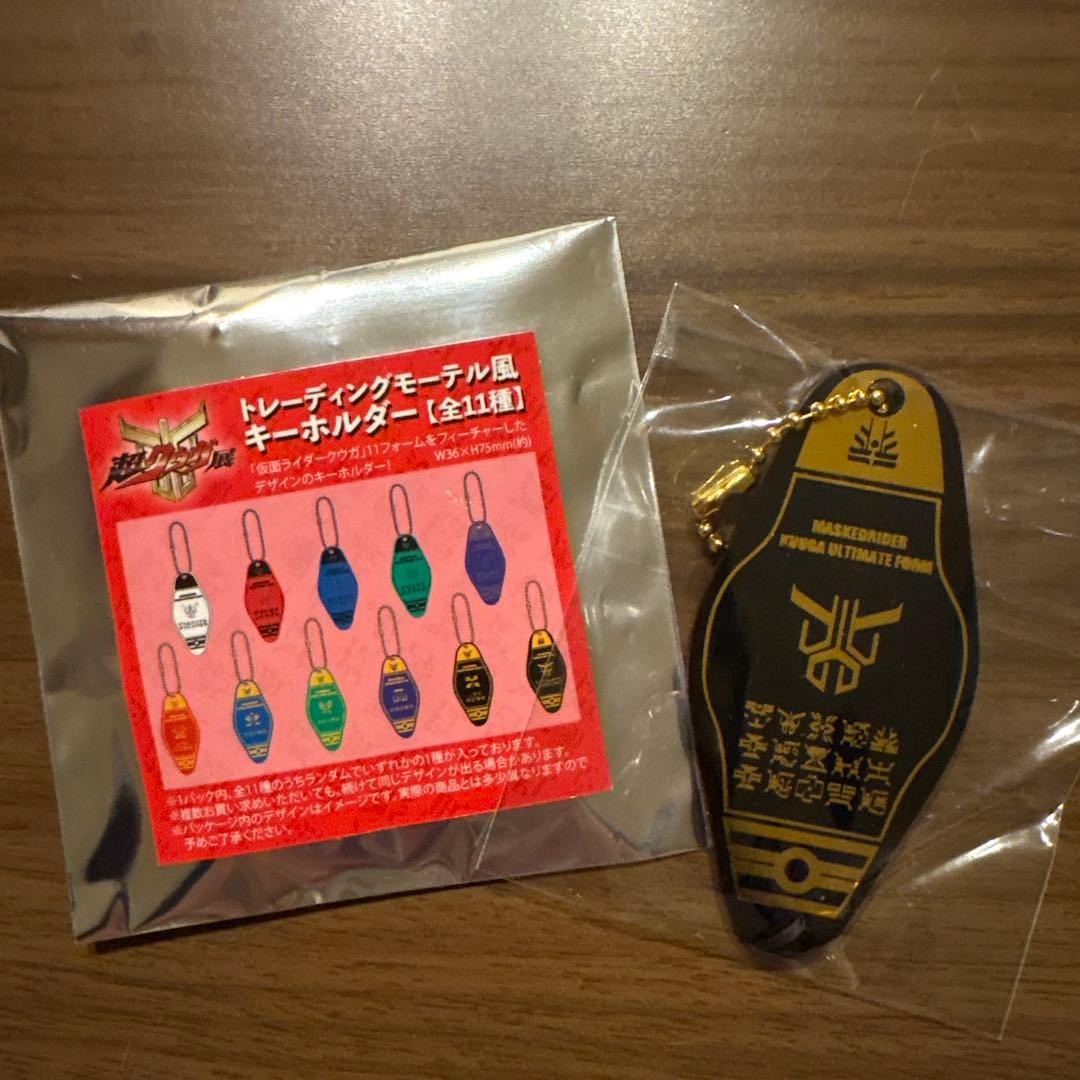 トレーディングモーテル風
キーホルダー【全11種】
超クウガ展
「仮面ライダークウガ」11フォームをフィーチャーした
デザインのキーホルダー!
W36×H75mm(約)
※1パック内、全11種のうちランダムでいずれかの1種が入っております。
※複数お買い求めいただいても、続けて同じデザインが出る場合があります。
※パッケージ内のデザインはイメージです。実際の商品とは多少異なりますので
予めご了承ください。
MASKEDRIDER
KUUGA ULTIMATE FORM